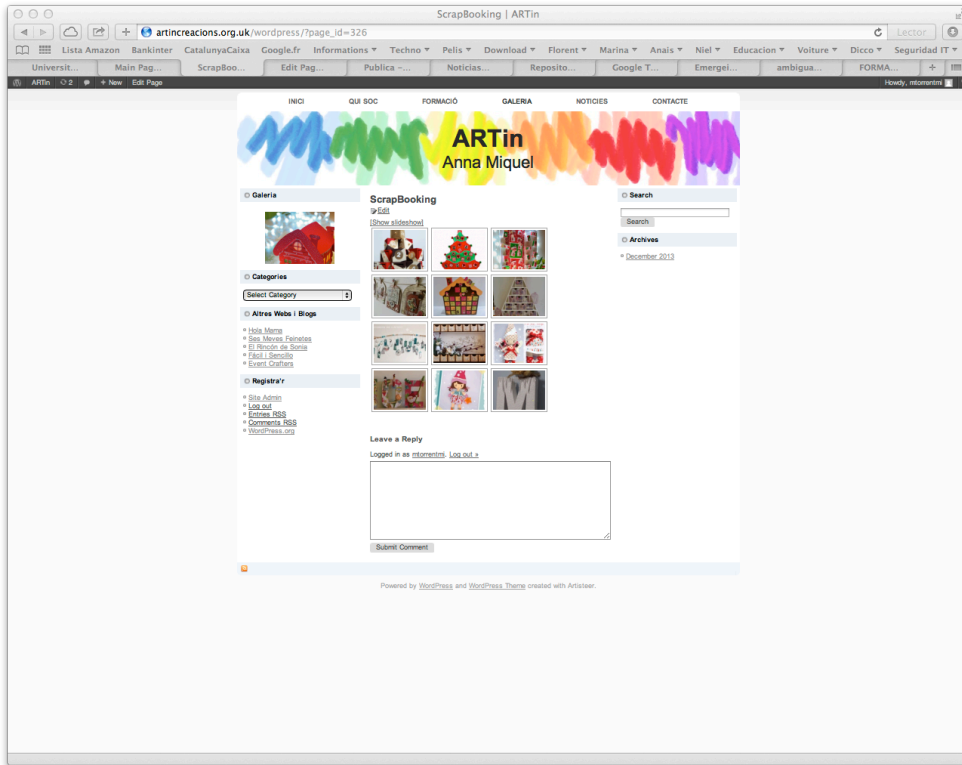 ScrapBooking | ARTin
artincreacions.org.uk/wordpress/?page_id=326
Lector
Lista Amazon Bankinter CatalunyaCaixa Google.fr Informations Techno Pelis Download Florent Marina Anais Niel Educacion Voiture Dicco Seguridad IT
Universit... Main Pag... ScrapBoo... Edit Pag... Publica –... Noticias... Reposito... Google T... Emergei... ambigua... FORMA...
ARTin 2 + New Edit Page Howdy, mtorrentmi
INICI QUI SOC FORMACIÓ GALERIA NOTICIES CONTACTE
ARTin
Anna Miquel
Galeria
Categories
Select Category
Altres Webs i Blogs
Hola Meme
Ses Meves Feinetes
El Rincón de Sonia
Fácil i Sencillo
Event Crafters
Registra'r
Site Admin
Log out
Entries RSS
Comments RSS
WordPress.org
ScrapBooking
Edit
[Show slideshow]
Leave a Reply
Logged in as mtorrentmi. Log out »
Submit Comment
Search
Search
Archives
December 2013
Powered by WordPress and WordPress Theme created with Artisteer.